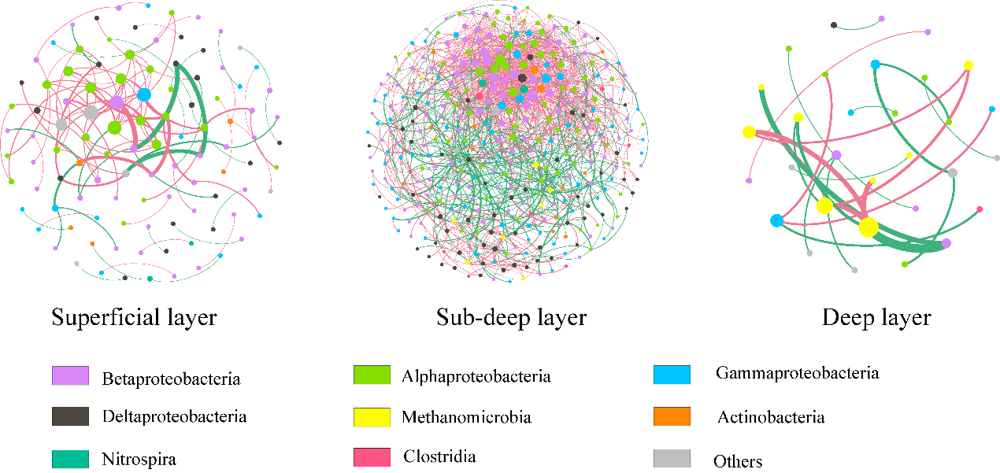 Superficial layer
Sub-deep layer
Deep layer
Betaproteobacteria
Alphaproteobacteria
Gammaproteobacteria
Deltaproteobacteria
Methanomicrobia
Actinobacteria
Nitrospira
Clostridia
Others